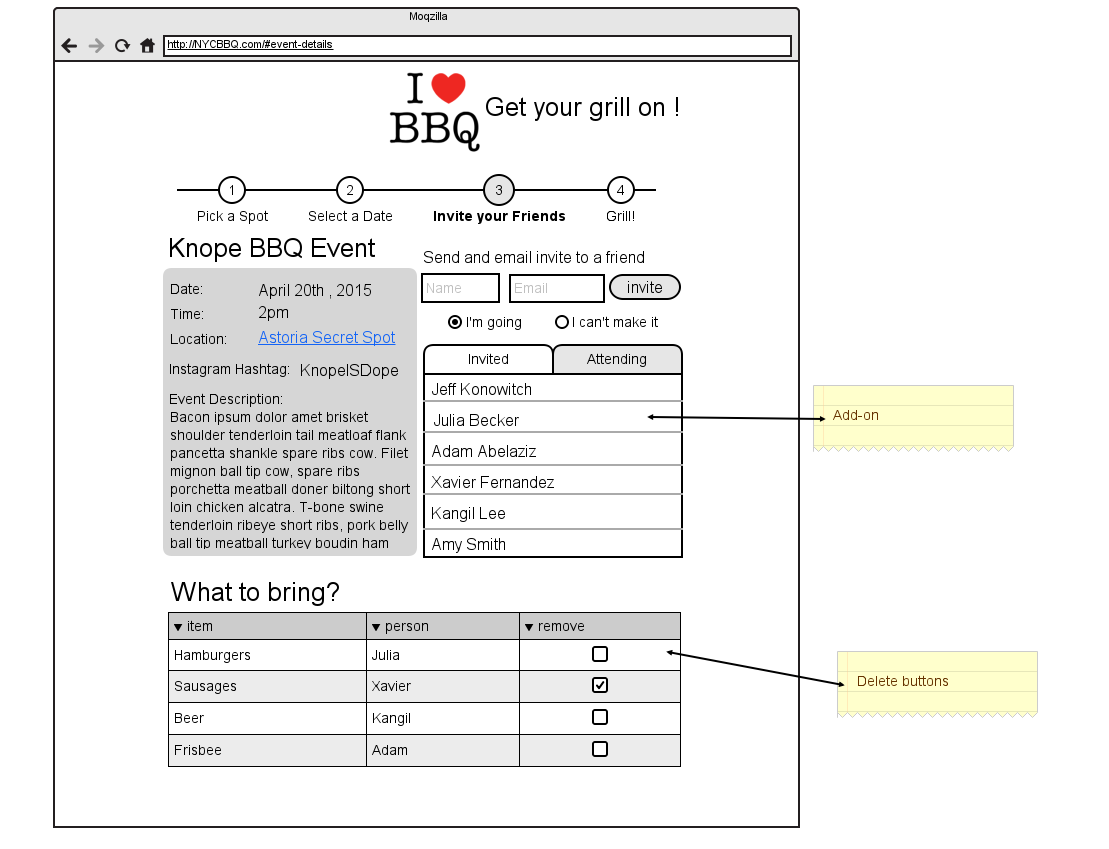 Moqzilla
http://NYCBBQ.com/#event-details
I
BBQ
Get your grill on !
1
2
3
4
Pick a Spot
Select a Date
Invite your Friends
Grill!
Knope BBQ Event
Date: April 20th , 2015
Time: 2pm
Location: Astoria Secret Spot
Instagram Hashtag: KnopeISDope
Event Description:
Bacon ipsum dolor amet brisket
shoulder tenderloin tail meatloaf flank
pancetta shankle spare ribs cow. Filet
mignon ball tip cow, spare ribs
porchetta meatball doner biltong short
loin chicken alcatra. T-bone swine
tenderloin ribeye short ribs, pork belly
ball tip meatball turkey boudin ham
Send and email invite to a friend
Name Email invite
I'm going I can't make it
Invited Attending
Jeff Konowitch
Julia Becker
Adam Abelaziz
Xavier Fernandez
Kangil Lee
Amy Smith
Add-on
What to bring?
item person remove
Hamburgers Julia
Sausages Xavier
Beer Kangil
Frisbee Adam
Delete buttons